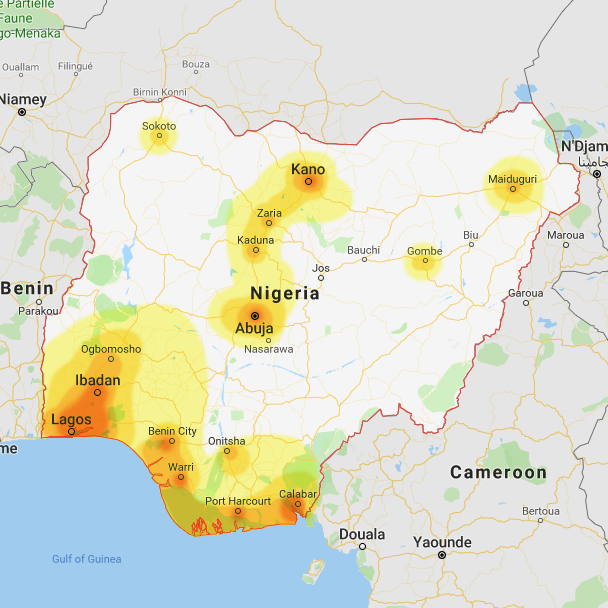 e Partielle
Faune
go-Menaka
Ouallam
Filingué
Bouza
Niamey
Birnin Konni
Sokoto
N'Djam
Kano
Maiduguri
Zaria
Kaduna
Biu
Maroua
Bauchi
Gombe
Jos
Benin
Nigeria
Garoua
Parakou
Abuja
Nasarawa
Ogbomosho
Ibadan
Lagos
Benin City
Onitsha
me
Warri
Cameroon
Calabar
Port Harcourt
Bertoua
Douala
Yaounde
Gulf of Guinea